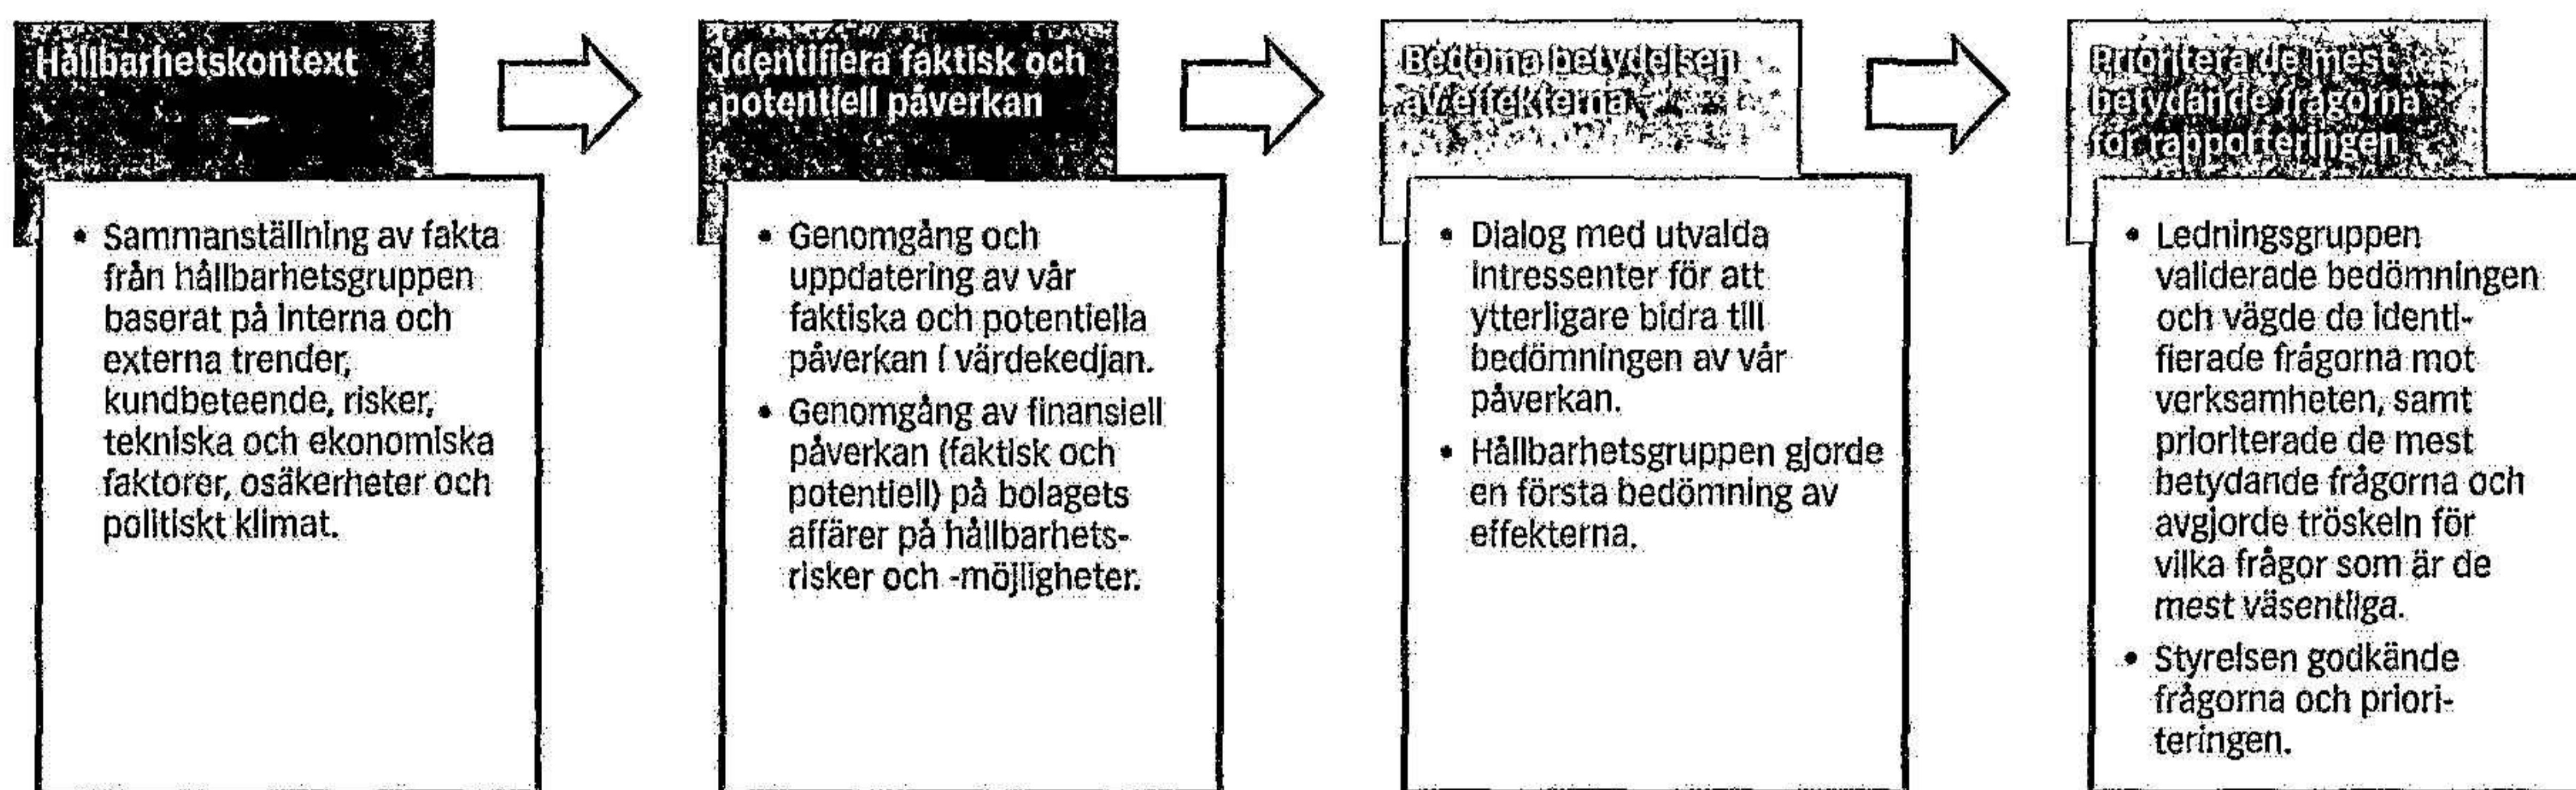 Hållbarhetskontext
• Sammanställning av fakta
från hållbarhetsgruppen
baserat på interna och
externa trender,
kundbeteende, risker,
tekniska och ekonomiska
faktorer, osäkerheter och
politiskt klimat.
Identifiera faktisk och
potentiell påverkan
• Genomgång och
uppdatering av vår
faktiska och potentiella
påverkan i värdekedjan.
• Genomgång av finansiell
påverkan (faktisk och
potentiell) på bolagets
affärer på hållbarhets-
risker och -möjligheter.
Bedöma betydelsen
av effekterna
• Dialog med utvalda
intressenter för att
ytterligare bidra till
bedömningen av vår
påverkan.
• Hållbarhetsgruppen gjorde
en första bedömning av
effekterna.
Prioritera de mest
betydande frågorna
för rapporteringen
• Ledningsgruppen
validerade bedömningen
och vägde de identi-
fierade frågorna mot
verksamheten, samt
prioriterade de mest
betydande frågorna och
avgjorde tröskeln för
vilka frågor som är de
mest väsentliga.
• Styrelsen godkände
frågorna och priori-
teringen.